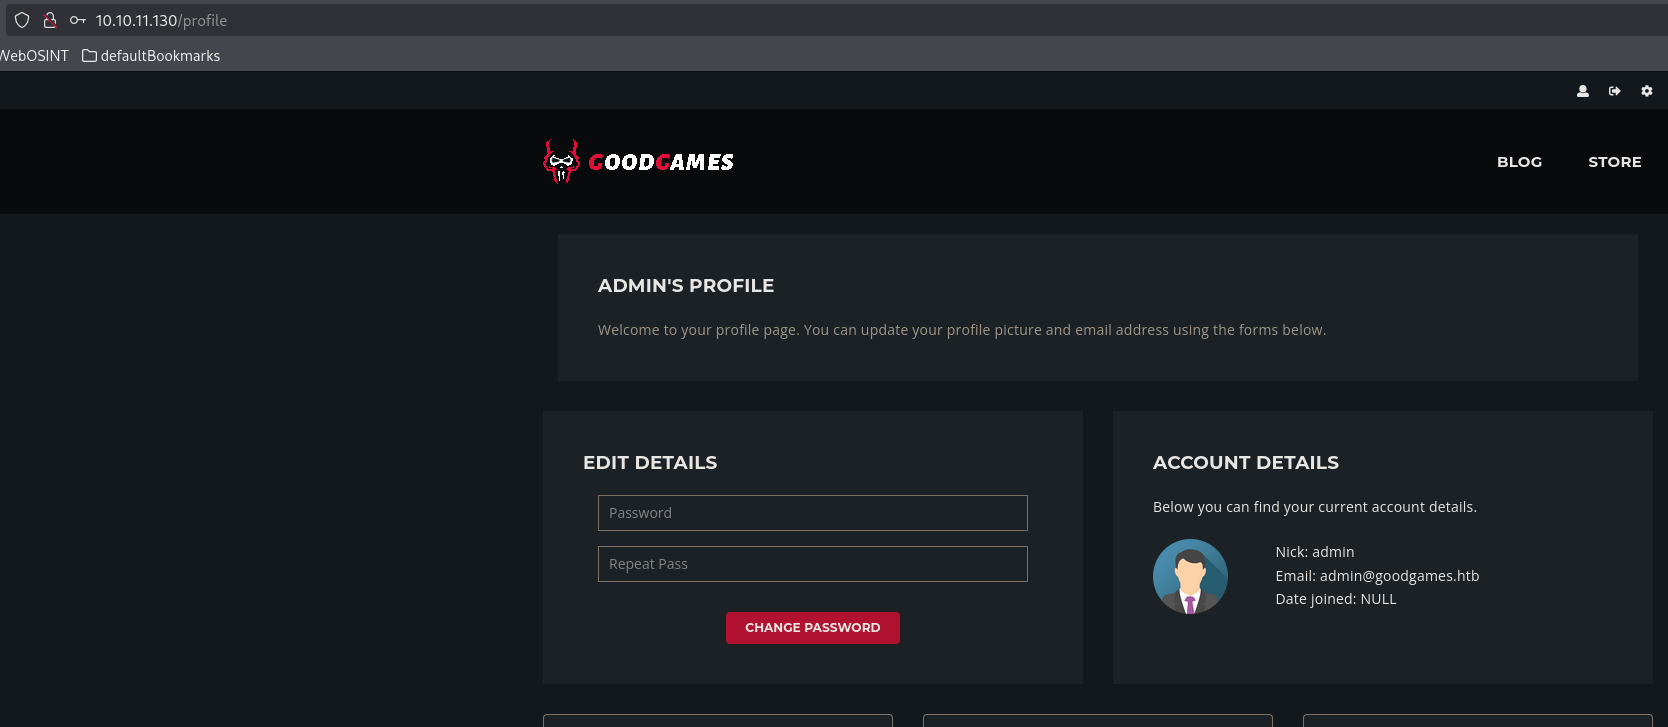 10.10.11.130/profile
WebOSINT defaultBookmarks
GOODGAMES
BLOG STORE
ADMIN'S PROFILE
Welcome to your profile page. You can update your profile picture and email address using the forms below.
EDIT DETAILS
Password
Repeat Pass
CHANGE PASSWORD
ACCOUNT DETAILS
Below you can find your current account details.
Nick: admin
Email: admin@goodgames.htb
Date joined: NULL